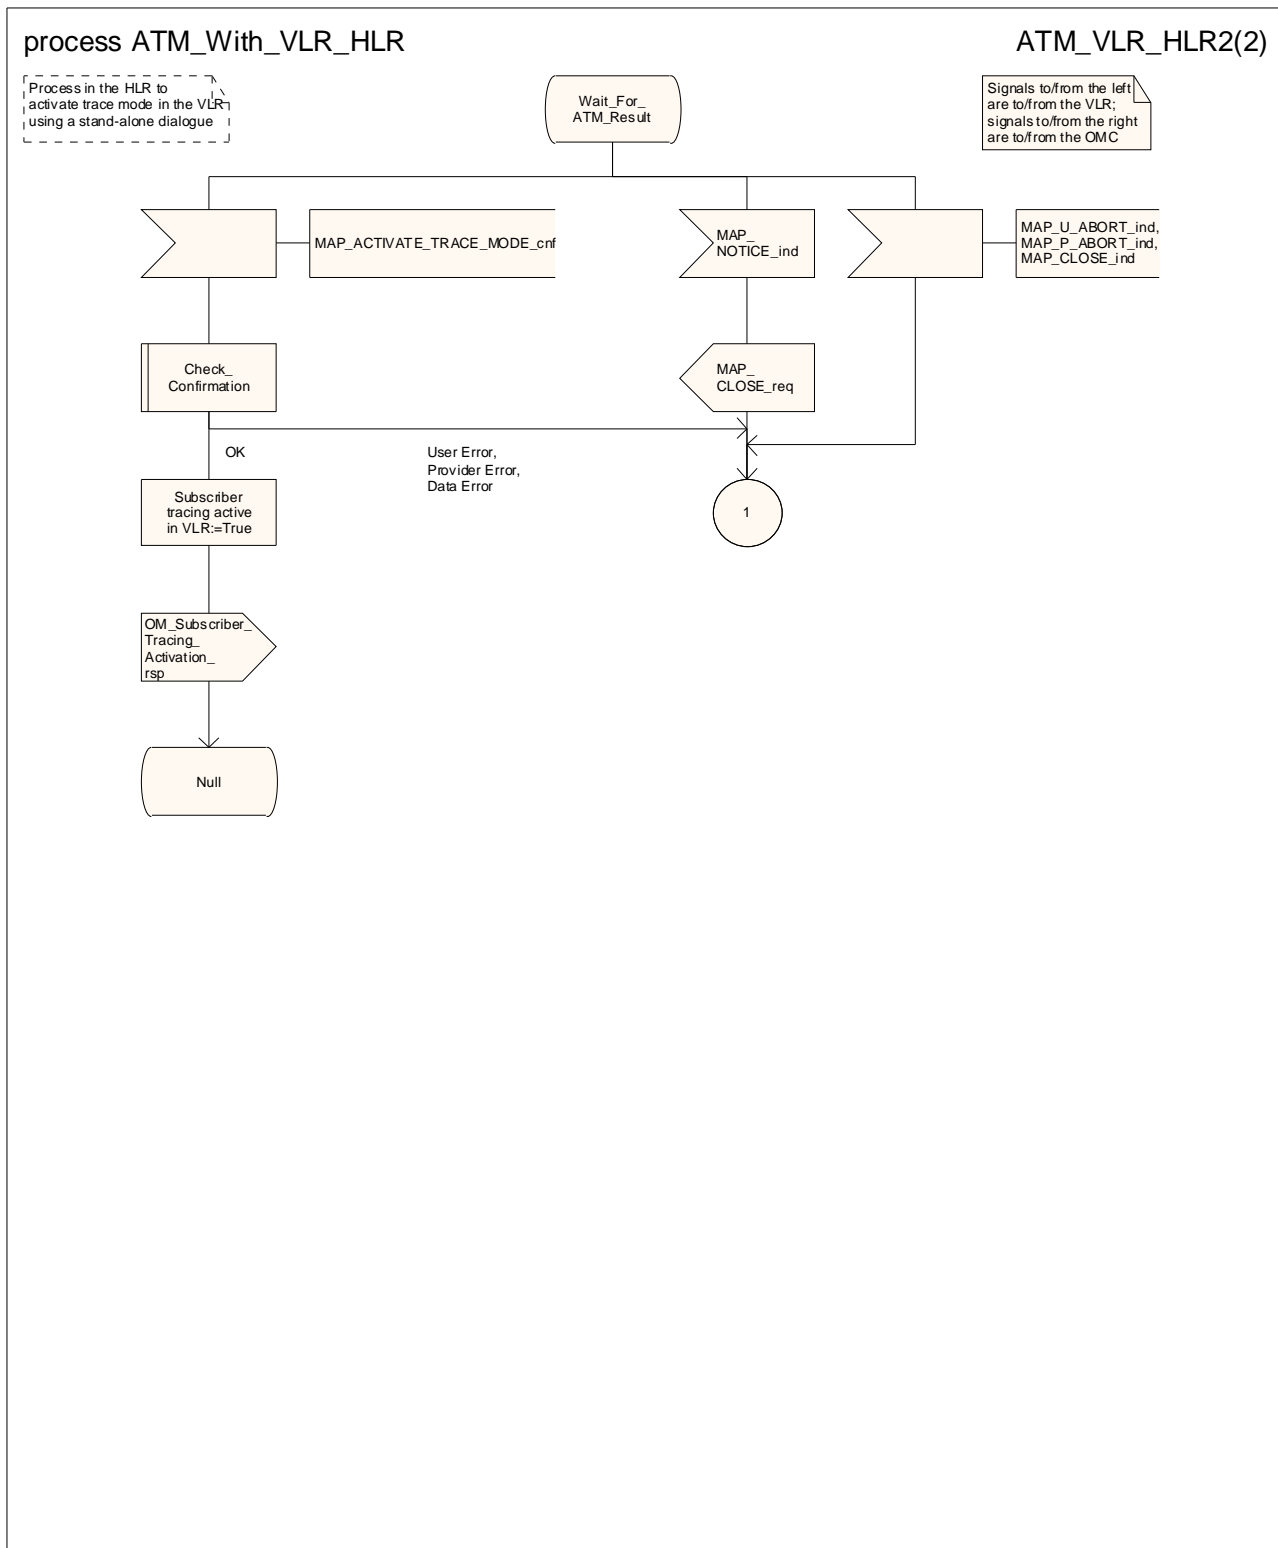 process ATM_With_VLR_HLR
ATM_VLR_HLR2(2)
Process in the HLR to
activate trace mode in the VLR
using a stand-alone dialogue
Wait_For_
ATM_Result
Signals to/from the left
are to/from the VLR;
signals to/from the right
are to/from the OMC
MAP_ACTIVATE_TRACE_MODE_cnf
MAP_
NOTICE_ind
MAP_U_ABORT_ind,
MAP_P_ABORT_ind,
MAP_CLOSE_ind
Check_
Confirmation
MAP_
CLOSE_req
OK
User Error,
Provider Error,
Data Error
Subscriber
tracing active
in VLR:=True
1
OM_Subscriber_
Tracing_
Activation_
rsp
Null